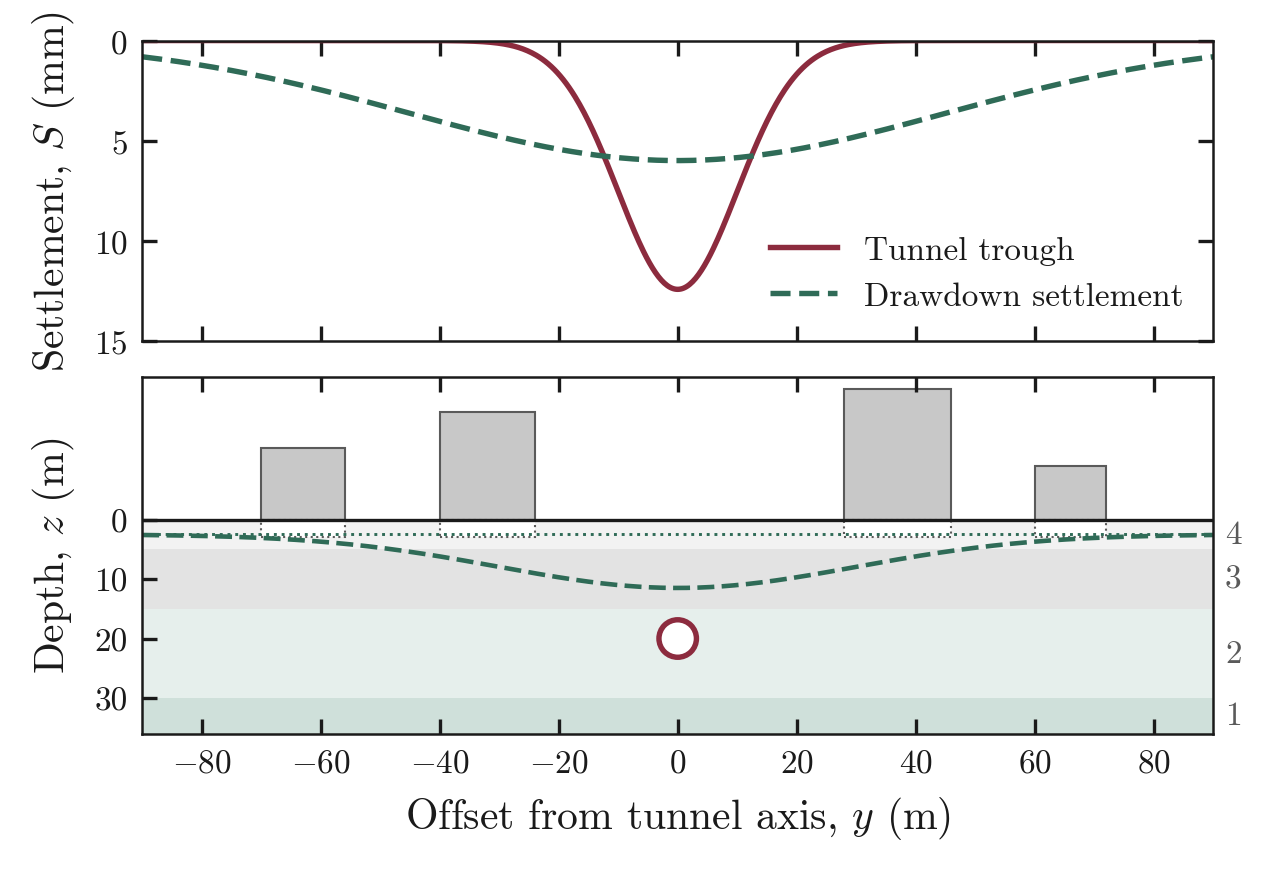 Settlement, S (mm)
0
5
10
15
Tunnel trough
Drawdown settlement
Depth, z (m)
0
10
20
30
4
3
2
1
−80 −60 −40 −20 0 20 40 60 80
Offset from tunnel axis, y (m)